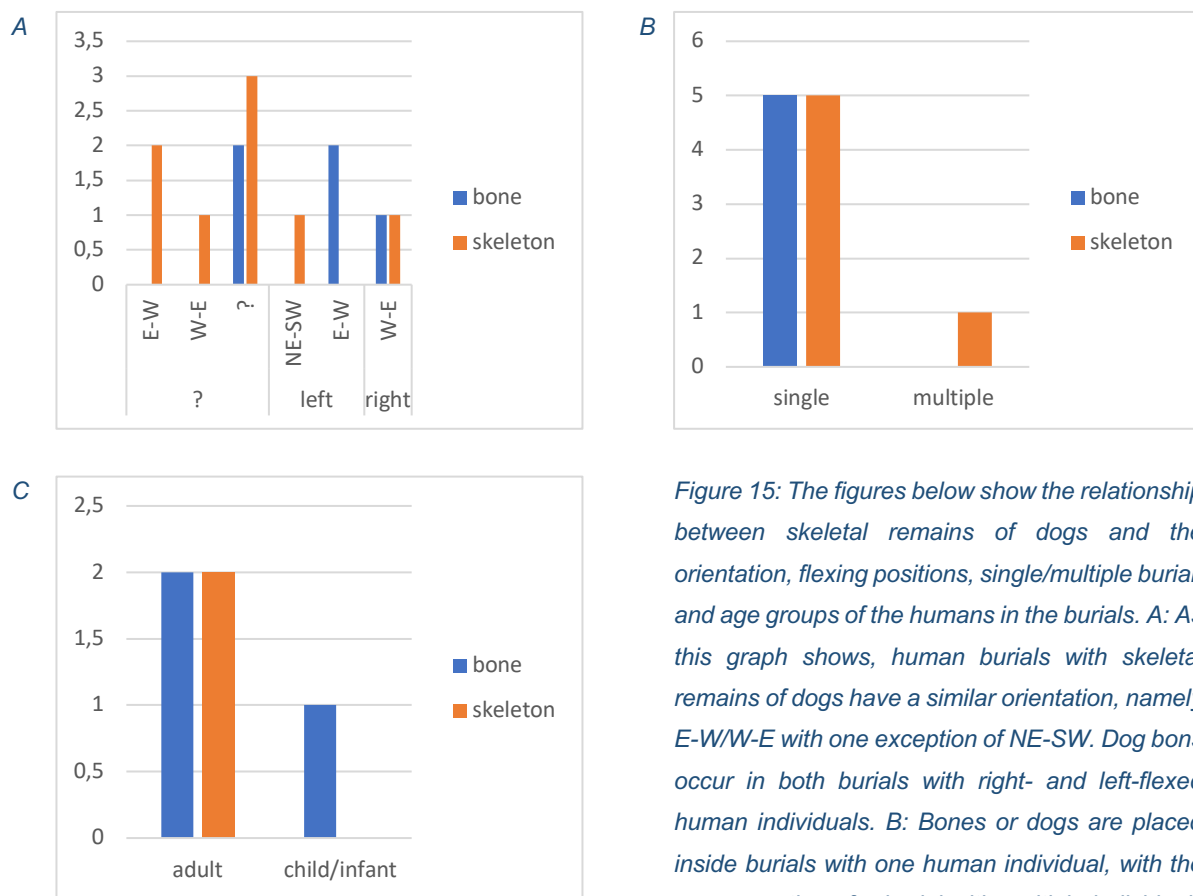 A
3,5
3
2,5
2
1,5
1
0,5
0
E-W
W-E
?
NE-SW
E-W
W-E
?
left
right
bone
skeleton
B
6
5
4
3
2
1
0
single
multiple
bone
skeleton
C
2,5
2
1,5
1
0,5
0
adult
child/infant
bone
skeleton
Figure 15: The figures below show the relationship
between skeletal remains of dogs and the
orientation, flexing positions, single/multiple burial
and age groups of the humans in the burials. A: As
this graph shows, human burials with skeletal
remains of dogs have a similar orientation, namely
E-W/W-E with one exception of NE-SW. Dog bons
occur in both burials with right- and left-flexed
human individuals. B: Bones or dogs are placed
inside burials with one human individual, with the